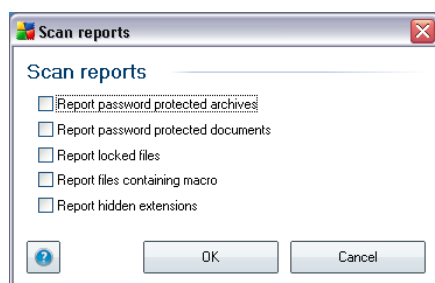 Scan reports
Scan reports
Report password protected archives
Report password protected documents
Report locked files
Report files containing macro
Report hidden extensions
?
OK
Cancel